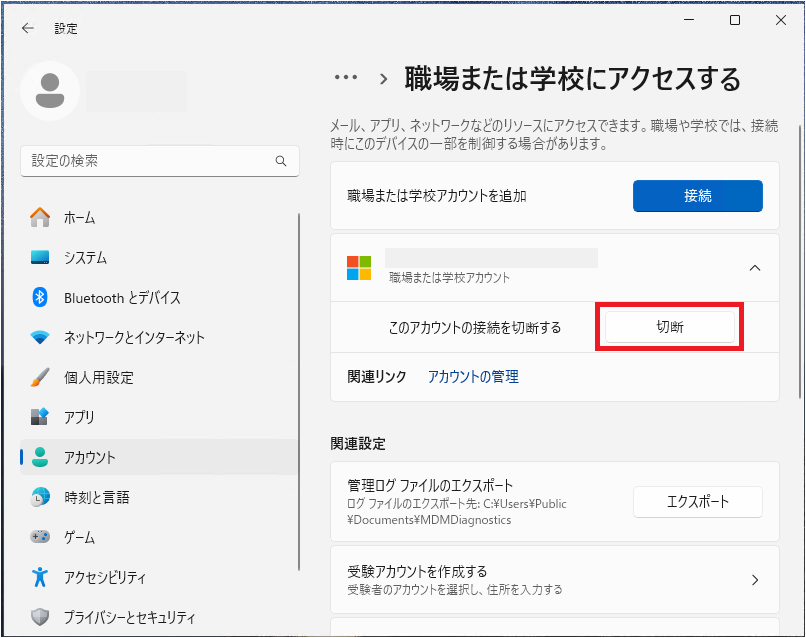 設定
設定の検索
ホーム
システム
Bluetooth とデバイス
ネットワークとインターネット
個人用設定
アプリ
アカウント
時刻と言語
ゲーム
アクセシビリティ
プライバシーとセキュリティ
… › 職場または学校にアクセスする
メール、アプリ、ネットワークなどのリソースにアクセスできます。職場や学校では、接続
時にこのデバイスの一部を制御する場合があります。
職場または学校アカウントを追加
接続
職場または学校アカウント
このアカウントの接続を切断する
切断
関連リンク アカウントの管理
関連設定
管理ログ ファイルのエクスポート
ログ ファイルのエクスポート先: C:¥Users¥Public
¥Documents¥MDMDiagnostics
エクスポート
受験アカウントを作成する
受験者のアカウントを選択し、住所を入力する